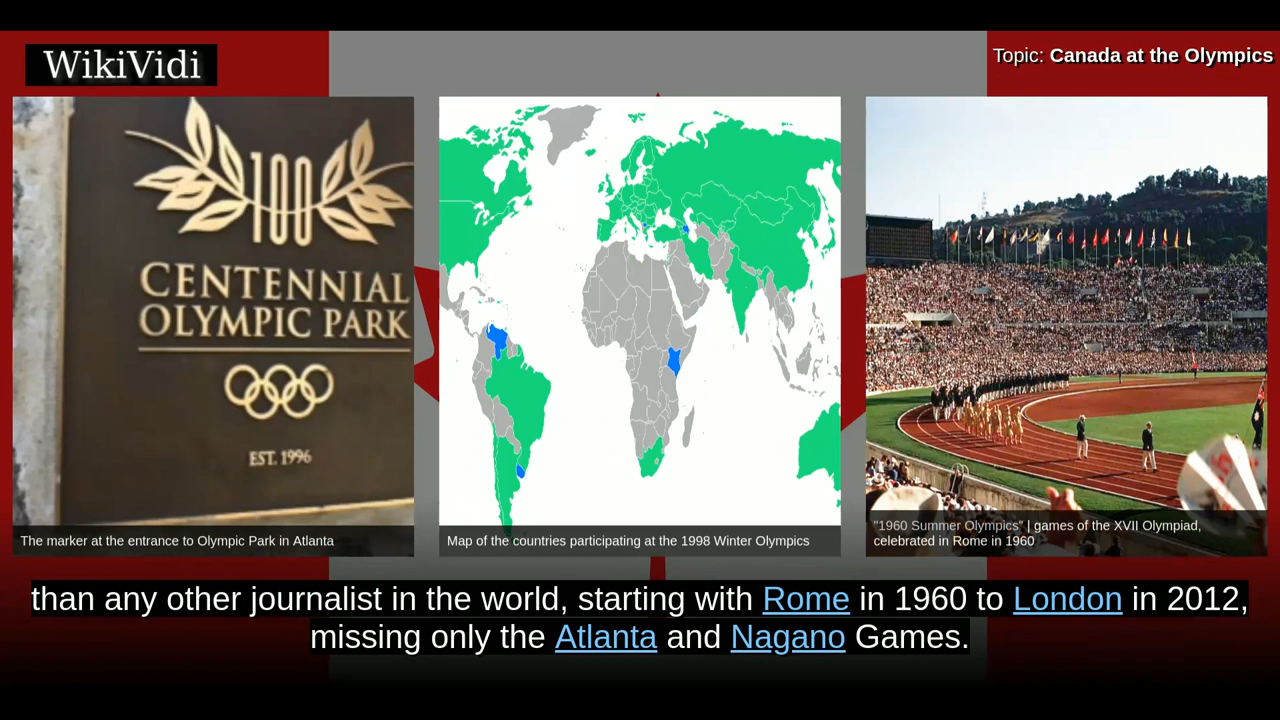 WikiVidi
Topic: Canada at the Olympics
100
CENTENNIAL
OLYMPIC PARK
EST. 1996
The marker at the entrance to Olympic Park in Atlanta
Map of the countries participating at the 1998 Winter Olympics
"1960 Summer Olympics" | games of the XVII Olympiad,
celebrated in Rome in 1960
than any other journalist in the world, starting with Rome in 1960 to London in 2012,
missing only the Atlanta and Nagano Games.